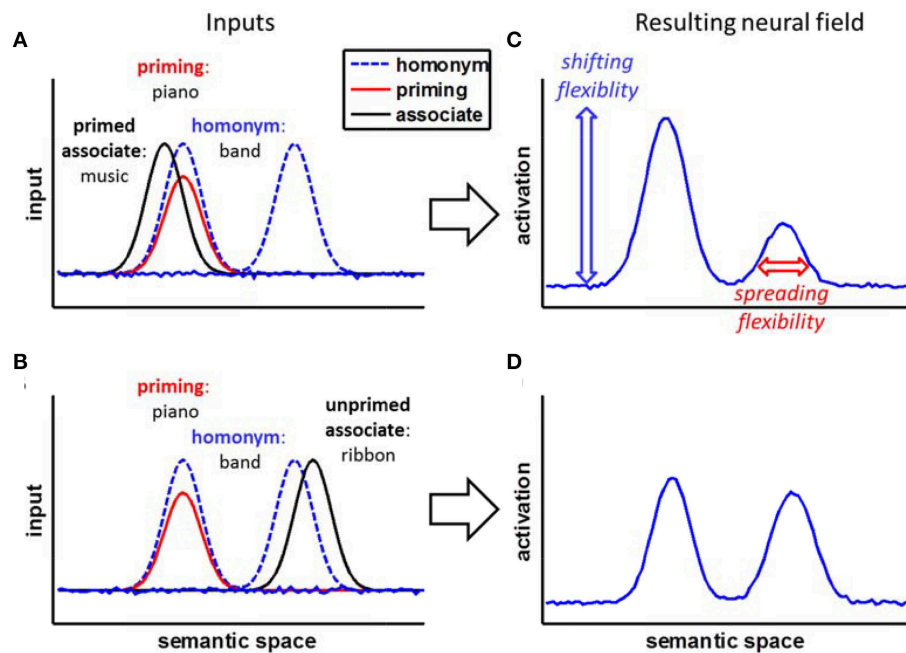 Inputs
Resulting neural field
A
priming:
piano
primed
associate:
music
homonym:
band
homonym
priming
associate
input
C
shifting
flexiblity
activation
spreading
flexibility
B
priming:
piano
homonym:
band
unprimed
associate:
ribbon
input
semantic space
D
activation
semantic space